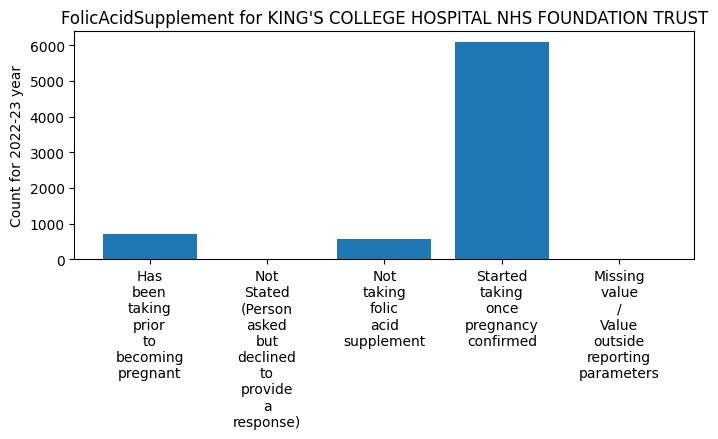 FolicAcidSupplement for KING'S COLLEGE HOSPITAL NHS FOUNDATION TRUST
Count for 2022-23 year
6000
5000
4000
3000
2000
1000
0
Has
been
taking
prior
to
becoming
pregnant
Not
Stated
(Person
asked
but
declined
to
provide
a
response)
Not
taking
folic
acid
supplement
Started
taking
once
pregnancy
confirmed
Missing
value
/
Value
outside
reporting
parameters